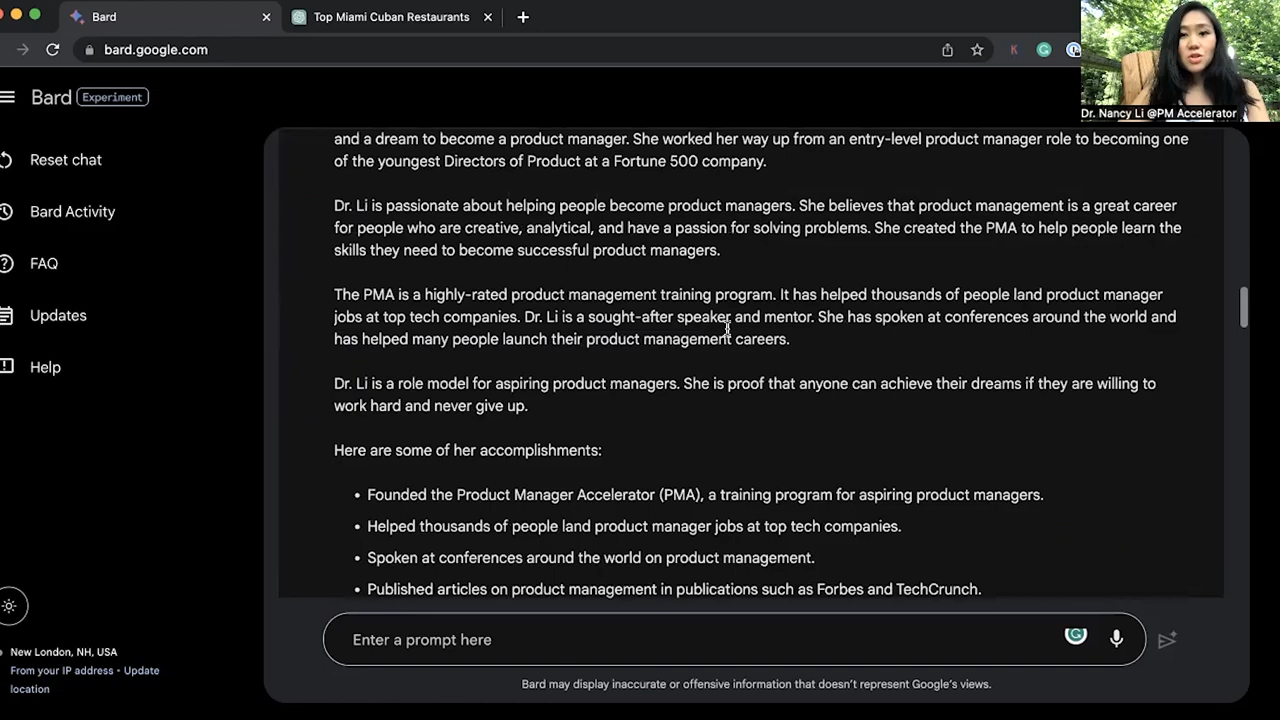 Bard
Top Miami Cuban Restaurants
bard.google.com
K
Dr. Nancy Li @PM Accelerator
Bard Experiment
Reset chat
Bard Activity
FAQ
Updates
Help
and a dream to become a product manager. She worked her way up from an entry-level product manager role to becoming one
of the youngest Directors of Product at a Fortune 500 company.
Dr. Li is passionate about helping people become product managers. She believes that product management is a great career
for people who are creative, analytical, and have a passion for solving problems. She created the PMA to help people learn the
skills they need to become successful product managers.
The PMA is a highly-rated product management training program. It has helped thousands of people land product manager
jobs at top tech companies. Dr. Li is a sought-after speaker and mentor. She has spoken at conferences around the world and
has helped many people launch their product management careers.
Dr. Li is a role model for aspiring product managers. She is proof that anyone can achieve their dreams if they are willing to
work hard and never give up.
Here are some of her accomplishments:
• Founded the Product Manager Accelerator (PMA), a training program for aspiring product managers.
• Helped thousands of people land product manager jobs at top tech companies.
• Spoken at conferences around the world on product management.
• Published articles on product management in publications such as Forbes and TechCrunch.
Enter a prompt here
New London, NH, USA
From your IP address • Update
location
Bard may display inaccurate or offensive information that doesn't represent Google's views.